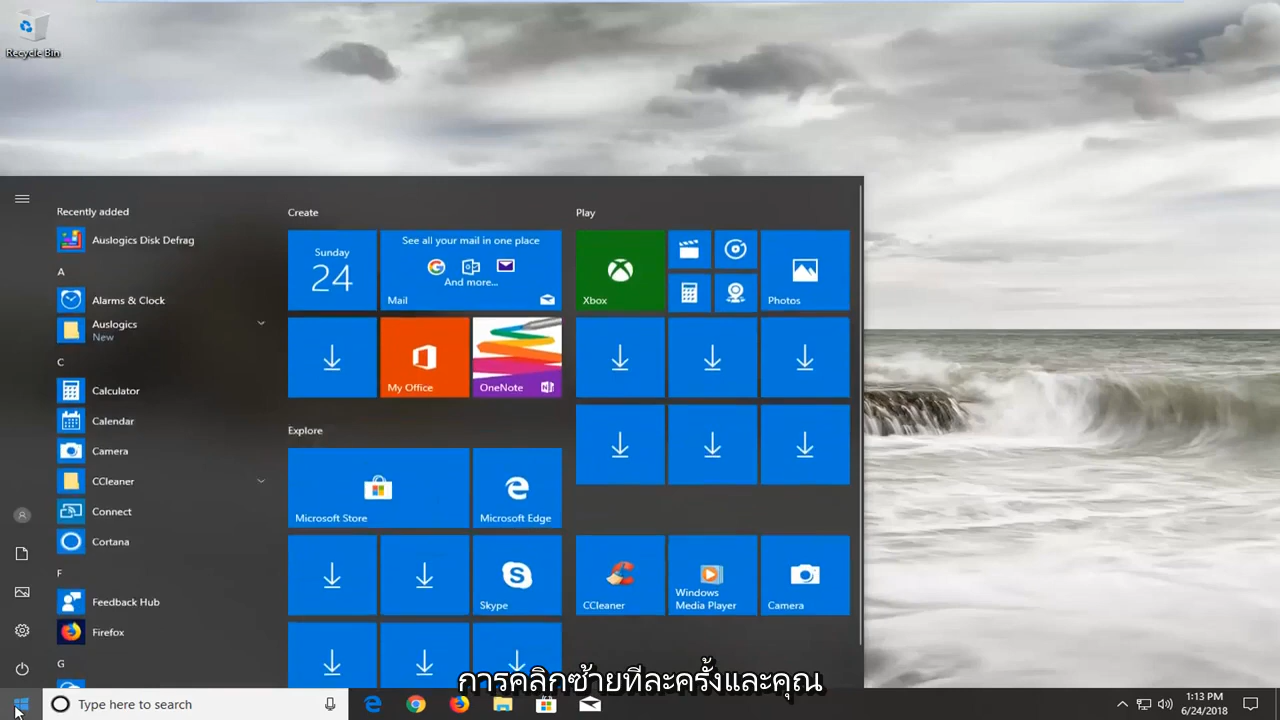 Recycle Bin
Recently added
Auslogics Disk Defrag
A
Alarms & Clock
Auslogics
New
C
Calculator
Calendar
Camera
CCleaner
Connect
Cortana
F
Feedback Hub
Firefox
G
Create
Sunday
24
See all your mail in one place
And more...
Mail
My Office
OneNote
Explore
Microsoft Store
Microsoft Edge
Skype
Play
Xbox
Photos
CCleaner
Windows
Media Player
Camera
การคลิกซ้ายทีละครั้งและคุณ
Type here to search
1:13 PM
6/24/2018